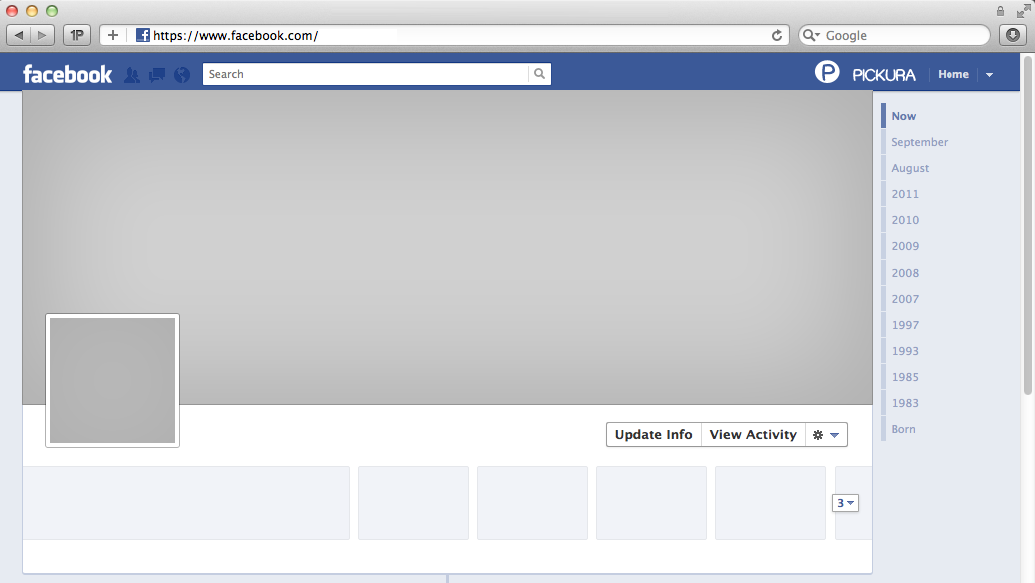 1P
https://www.facebook.com/
Google
facebook
Search
P PICKURA
Home
Now
September
August
2011
2010
2009
2008
2007
1997
1993
1985
1983
Born
Update Info
View Activity
3